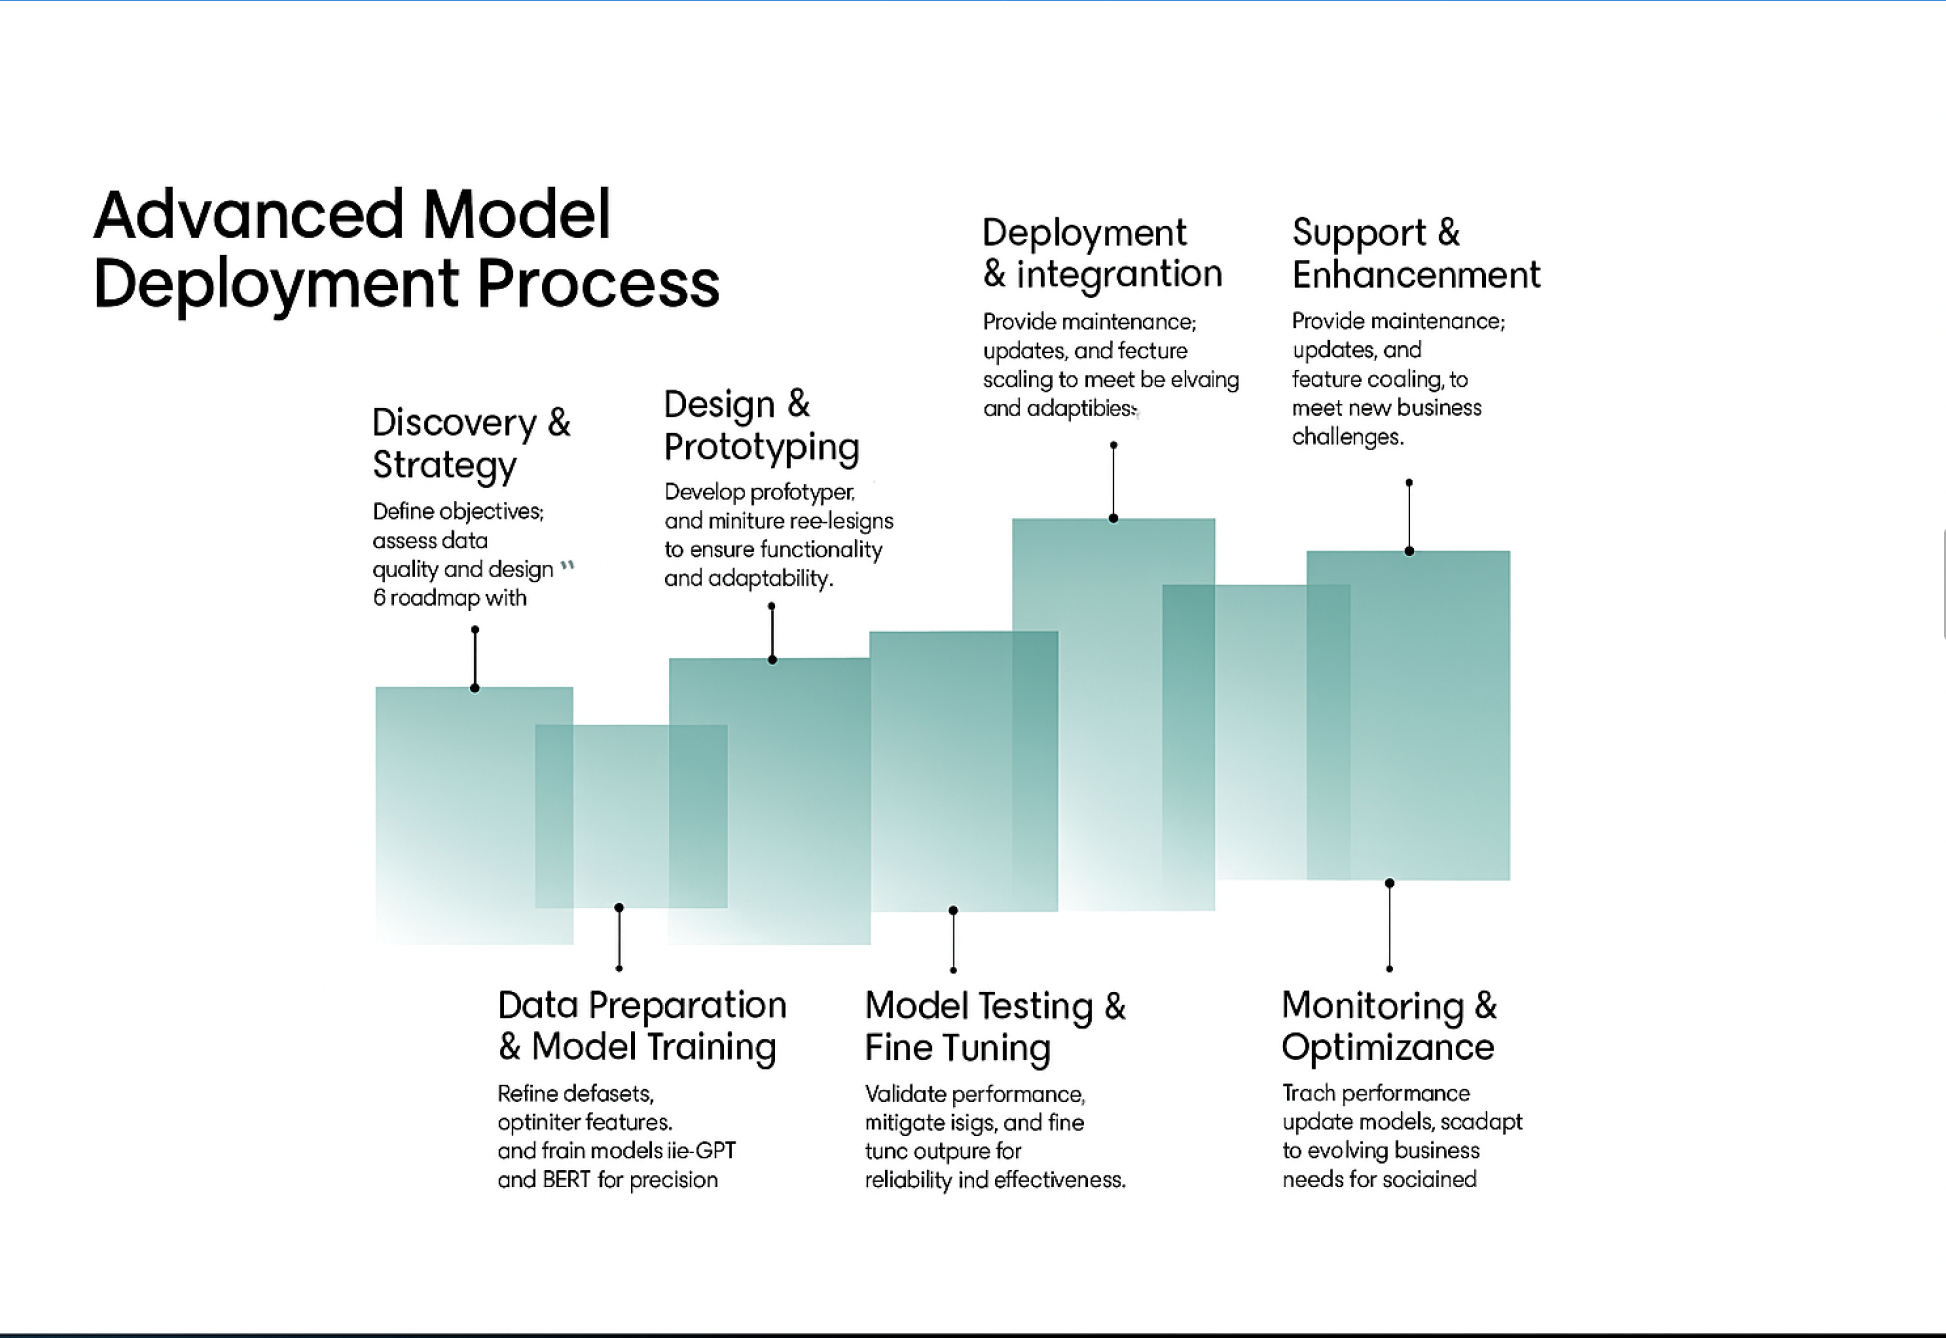 Advanced Model
Deployment Process
Discovery &
Strategy
Define objectives;
assess data
quality and design "
6 roadmap with
Data Preparation
& Model Training
Refine defasets,
optiniter features.
and frain models iie-GPT
and BERT for precision
Design &
Prototyping
Develop profotyper,
and miniture ree-lesigns
to ensure functionality
and adaptability.
Model Testing &
Fine Tuning
Validate performance,
mitigate isigs, and fine
tunc outpure for
reliability ind effectiveness.
Deployment
& integrantion
Provide maintenance;
updates, and fecture
scaling to meet be elvaing
and adaptibies:
Monitoring &
Optimizance
Trach performance
update models, scadapt
to evolving business
needs for sociained
Support &
Enhancenment
Provide maintenance;
updates, and
feature coaling, to
meet new business
challenges.